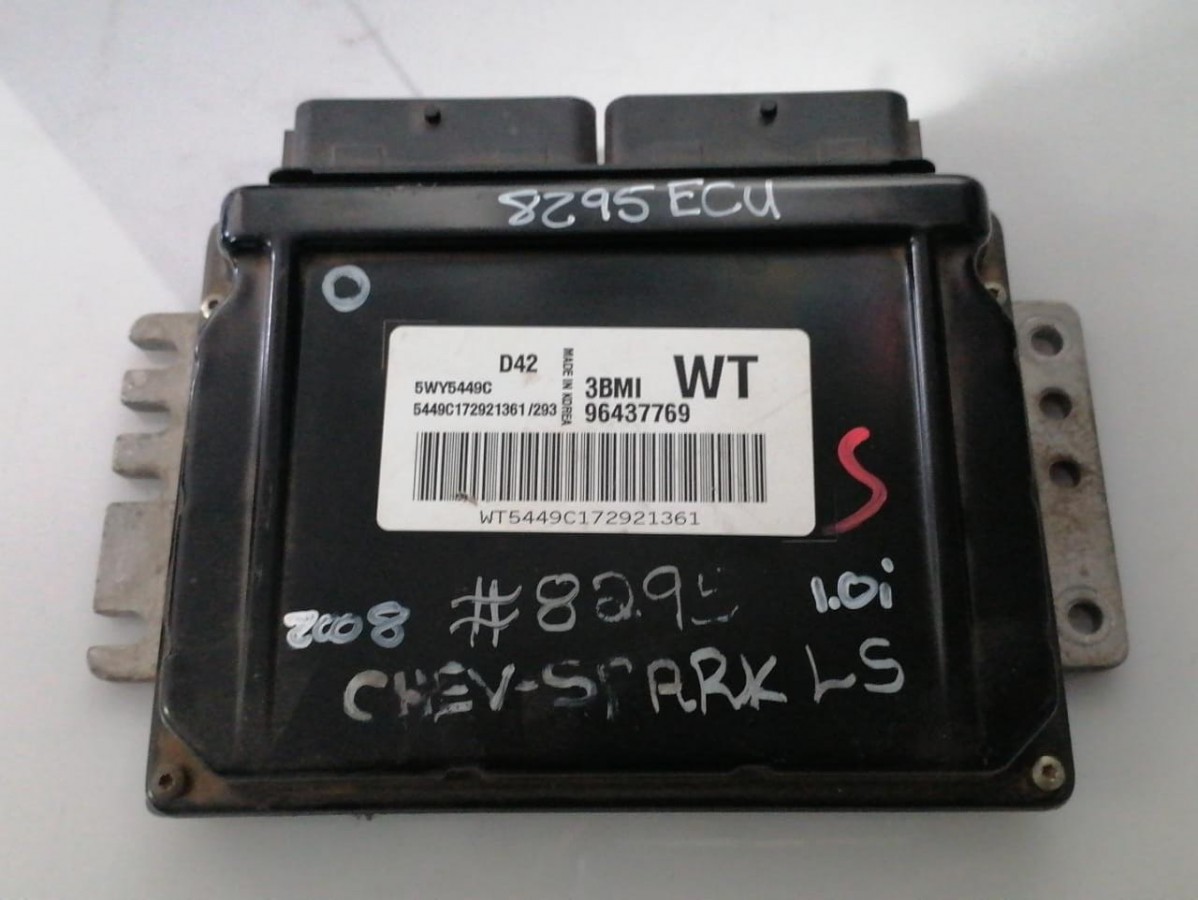 8295 ECU
O
D42
MADE IN KOREA
WT
5WY5449C
3BMI
5449C172921361 /293
96437769
WT5449C172921361
S
2008
#8295
1.0i
CHEV-SPARK LS